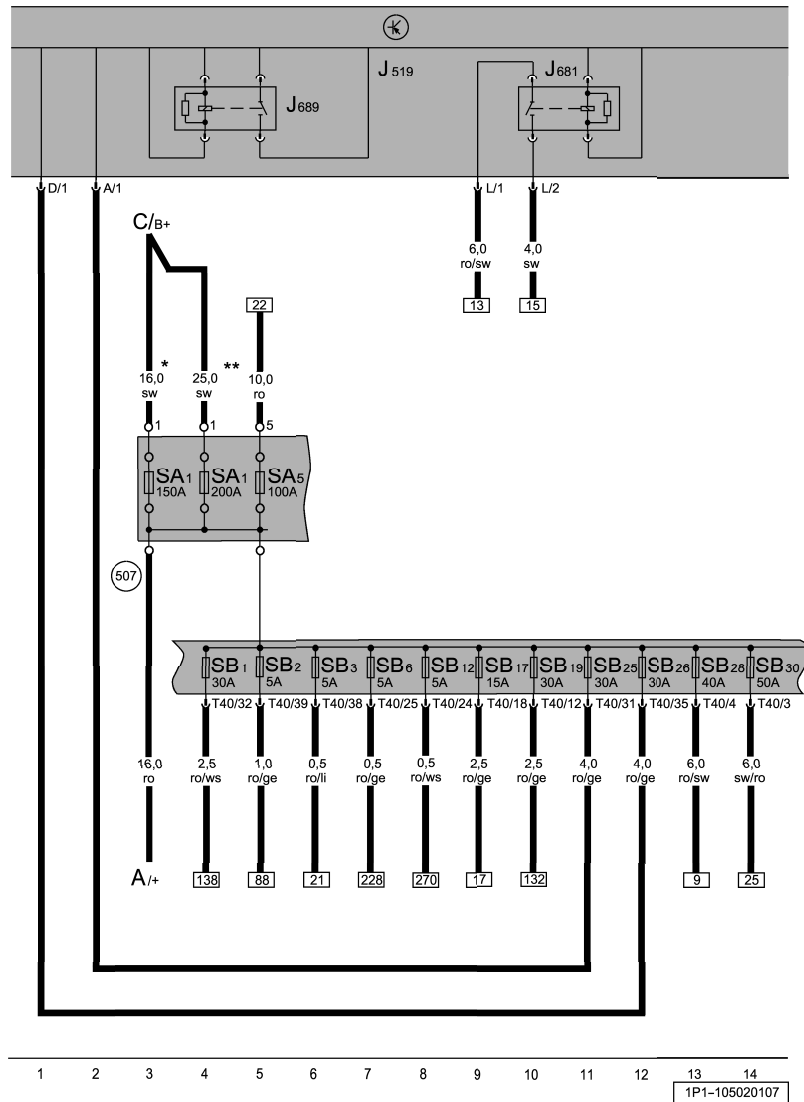 J519
J681
J689
D/1
A/1
L/1
L/2
C/B+
6,0
ro/sw
4,0
sw
13
15
22
*
**
16,0
sw
25,0
sw
10,0
ro
1
1
5
SA1
150A
SA1
200A
SA5
100A
507
SB1
30A
SB2
5A
SB3
5A
SB6
5A
SB12
5A
SB17
15A
SB19
30A
SB25
30A
SB26
30A
SB28
40A
SB30
50A
T40/32
T40/39
T40/38
T40/25
T40/24
T40/18
T40/12
T40/31
T40/35
T40/4
T40/3
16,0
ro
2,5
ro/ws
1,0
ro/ge
0,5
ro/li
0,5
ro/ge
0,5
ro/ws
2,5
ro/ge
2,5
ro/ge
4,0
ro/ge
4,0
ro/ge
6,0
ro/sw
6,0
sw/ro
A/+
138
88
21
228
270
17
132
9
25
1 2 3 4 5 6 7 8 9 10 11 12 13 14
1P1-105020107